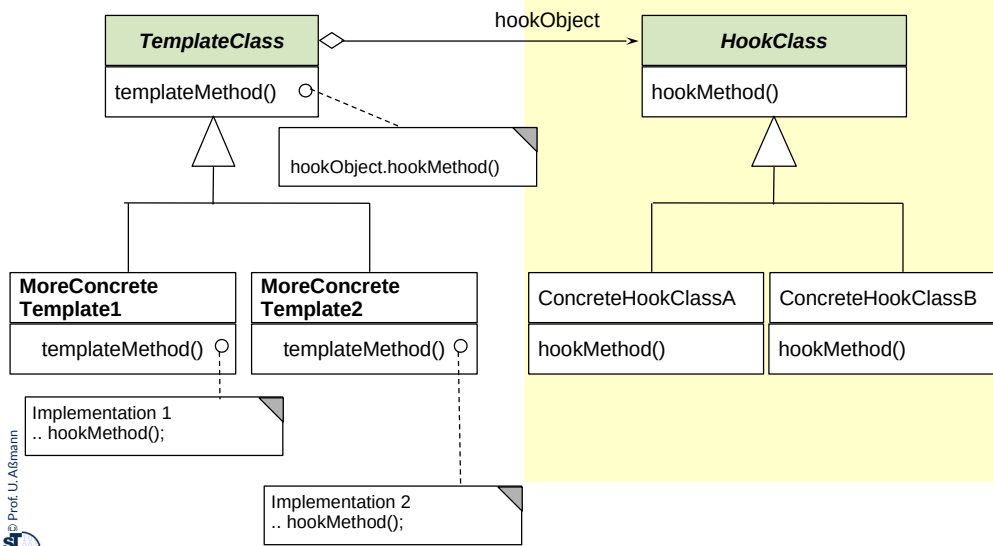 hookObject
TemplateClass
HookClass
templateMethod()
hookMethod()
hookObject.hookMethod()
MoreConcrete
Template1
MoreConcrete
Template2
ConcreteHookClassA
ConcreteHookClassB
templateMethod()
templateMethod()
hookMethod()
hookMethod()
Implementation 1
.. hookMethod();
Implementation 2
.. hookMethod();
© Prof. U. Aßmann
ST